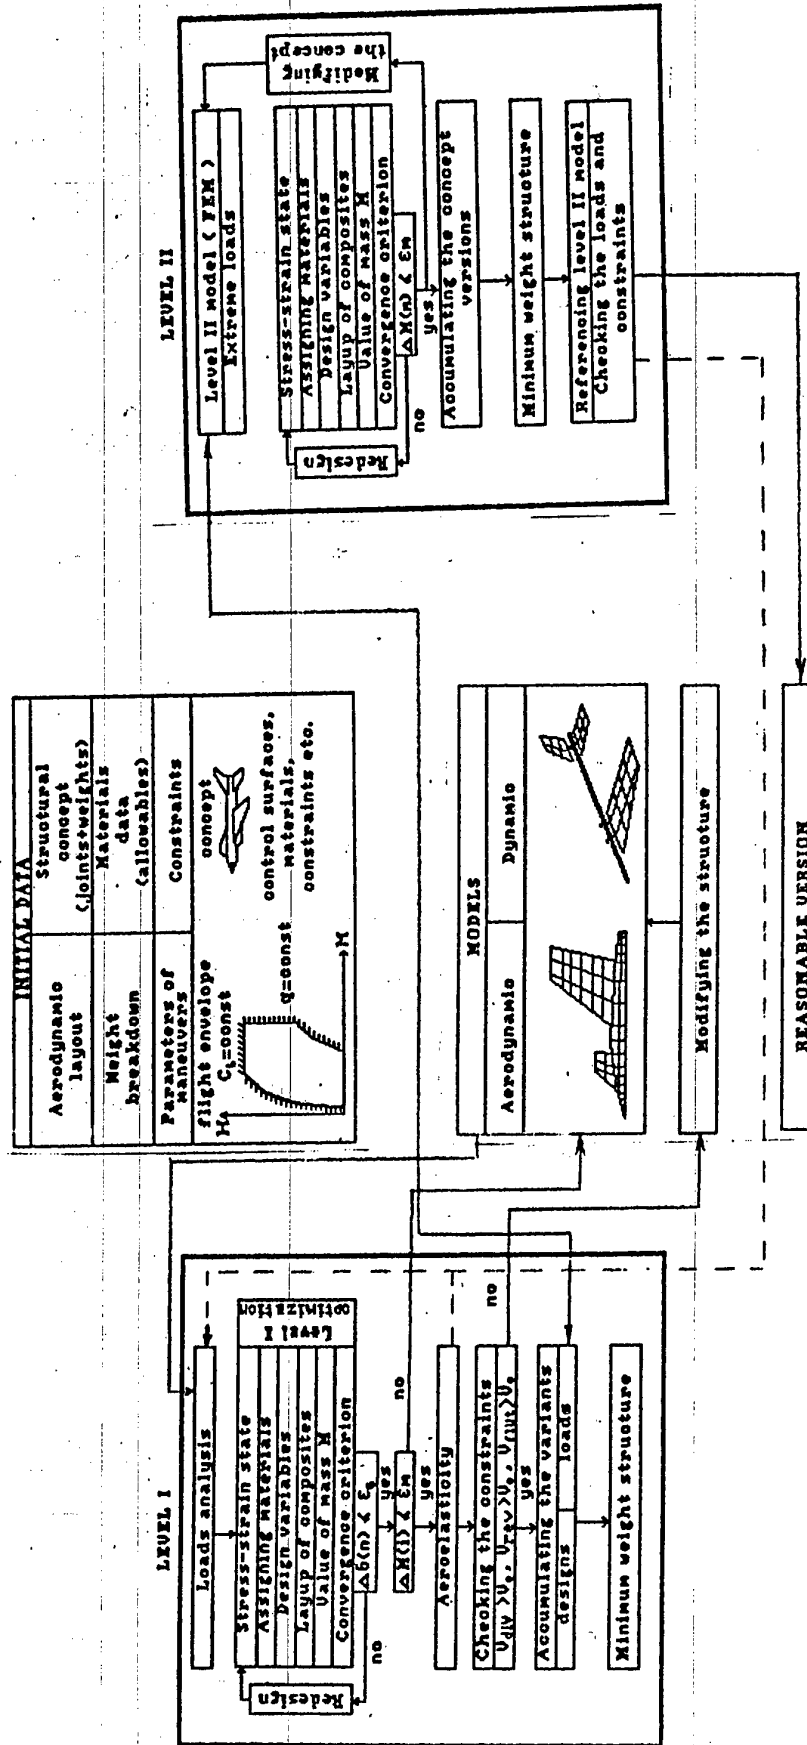 LEVEL I
Loads analysis
Stress-strain state
Assigning materials
Design variables
Layup of composites
Value of mass M
Convergence criterion
Level I
optimization
Redesign
no
yes
no
yes
Aeroelasticity
Checking the constraints
no
yes
Accumulating the variants
designs
loads
Minimum weight structure
INITIAL DATA
Aerodynamic
layout
Structural
concept
(joints+weights)
Weight
breakdown
Materials
data
(allowables)
Parameters of
maneuvers
Constraints
flight envelope
H
q=const
M
concept
control surfaces,
materials,
constraints etc.
MODELS
Aerodynamic
Dynamic
Modifying the structure
REASONABLE VERSION
LEVEL II
Level II model (FEM)
Extreme loads
Stress-strain state
Assigning materials
Design variables
Layup of composites
Value of mass M
Convergence criterion
ΔM(m) < εm
Redesign
no
yes
Modifying
the concept
Accumulating the concept
versions
Minimum weight structure
Referencing level II model
Checking the loads and
constraints